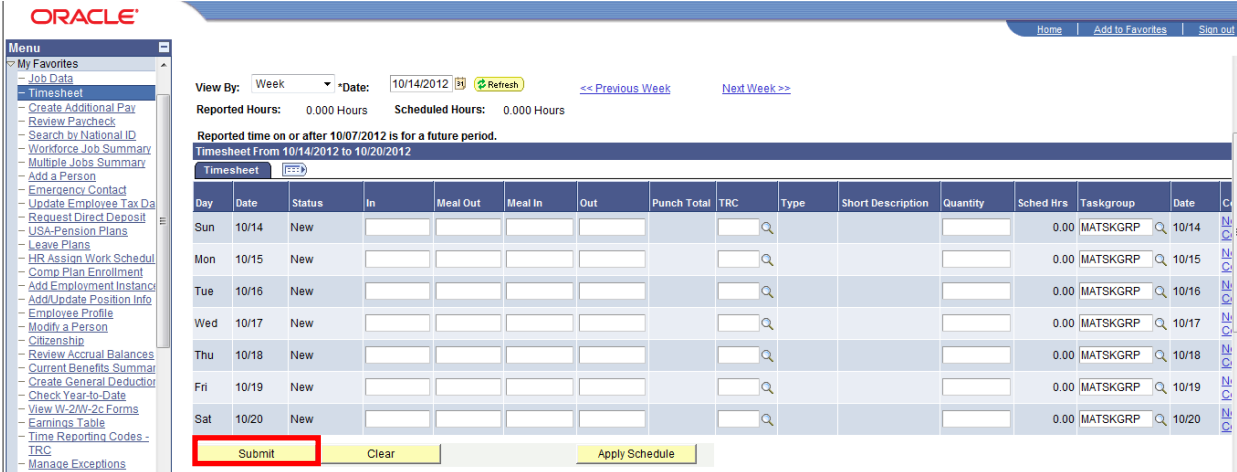 ORACLE
Home | Add to Favorites | Sign out
Menu
My Favorites
Job Data
Timesheet
Create Additional Pay
Review Paycheck
Search by National ID
Workforce Job Summary
Multiple Jobs Summary
Add a Person
Emergency Contact
Update Employee Tax Da
Request Direct Deposit
USA-Pension Plans
Leave Plans
HR Assign Work Schedul
Comp Plan Enrollment
Add Employment Instance
Add/Update Position Info
Employee Profile
Modify a Person
Citizenship
Review Accrual Balances
Current Benefits Summar
Create General Deduction
Check Year-to-Date
View W-2/W-2c Forms
Earnings Table
Time Reporting Codes -
TRC
Manage Exceptions
View By: Week *Date: 10/14/2012 31 Refresh << Previous Week Next Week >>
Reported Hours: 0.000 Hours Scheduled Hours: 0.000 Hours
Reported time on or after 10/07/2012 is for a future period.
Timesheet From 10/14/2012 to 10/20/2012
Timesheet
Day Date Status In Meal Out Meal In Out Punch Total TRC Type Short Description Quantity Sched Hrs Taskgroup Date
Sun 10/14 New 0.00 MATSKGRP 10/14
Mon 10/15 New 0.00 MATSKGRP 10/15
Tue 10/16 New 0.00 MATSKGRP 10/16
Wed 10/17 New 0.00 MATSKGRP 10/17
Thu 10/18 New 0.00 MATSKGRP 10/18
Fri 10/19 New 0.00 MATSKGRP 10/19
Sat 10/20 New 0.00 MATSKGRP 10/20
Submit Clear Apply Schedule